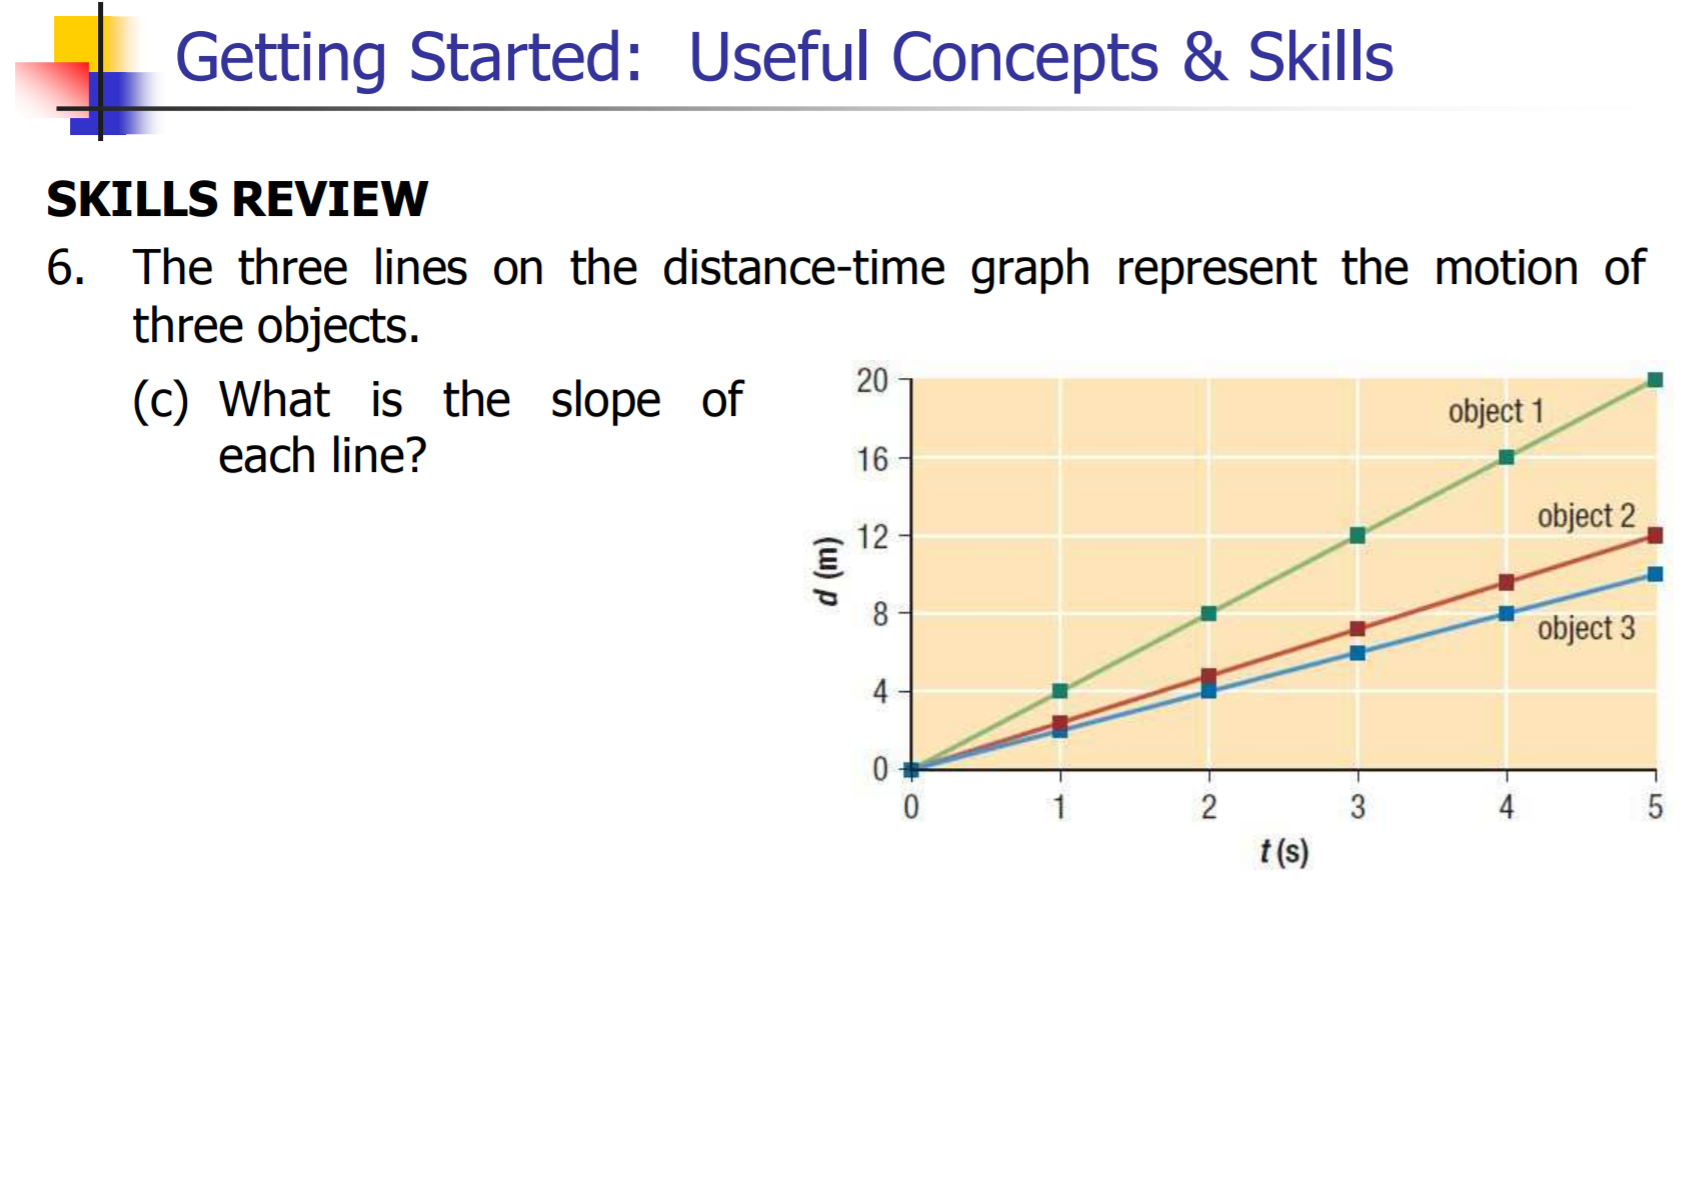 Getting Started: Useful Concepts & Skills
SKILLS REVIEW
6. The three lines on the distance-time graph represent the motion of
three objects.
(c) What is the slope of
each line?
20
16
12
8
4
0
d (m)
object 1
object 2
object 3
0 1 2 3 4 5
t (s)